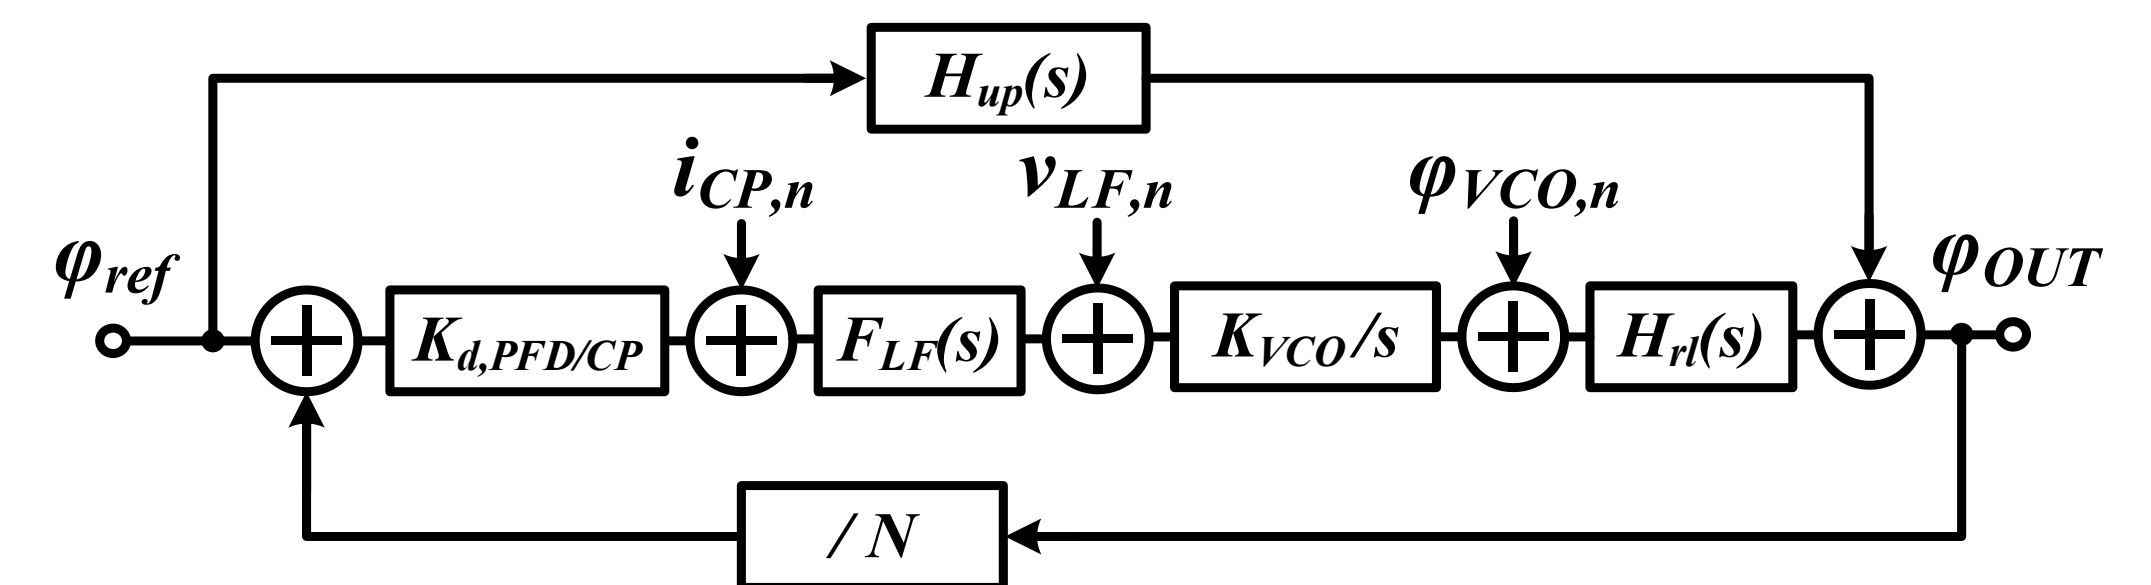 H_up(s)
i_CP,n
v_LF,n
φ_VCO,n
φ_ref
φ_OUT
K_d,PFD/CP
F_LF(s)
K_VCO/s
H_rl(s)
/ N